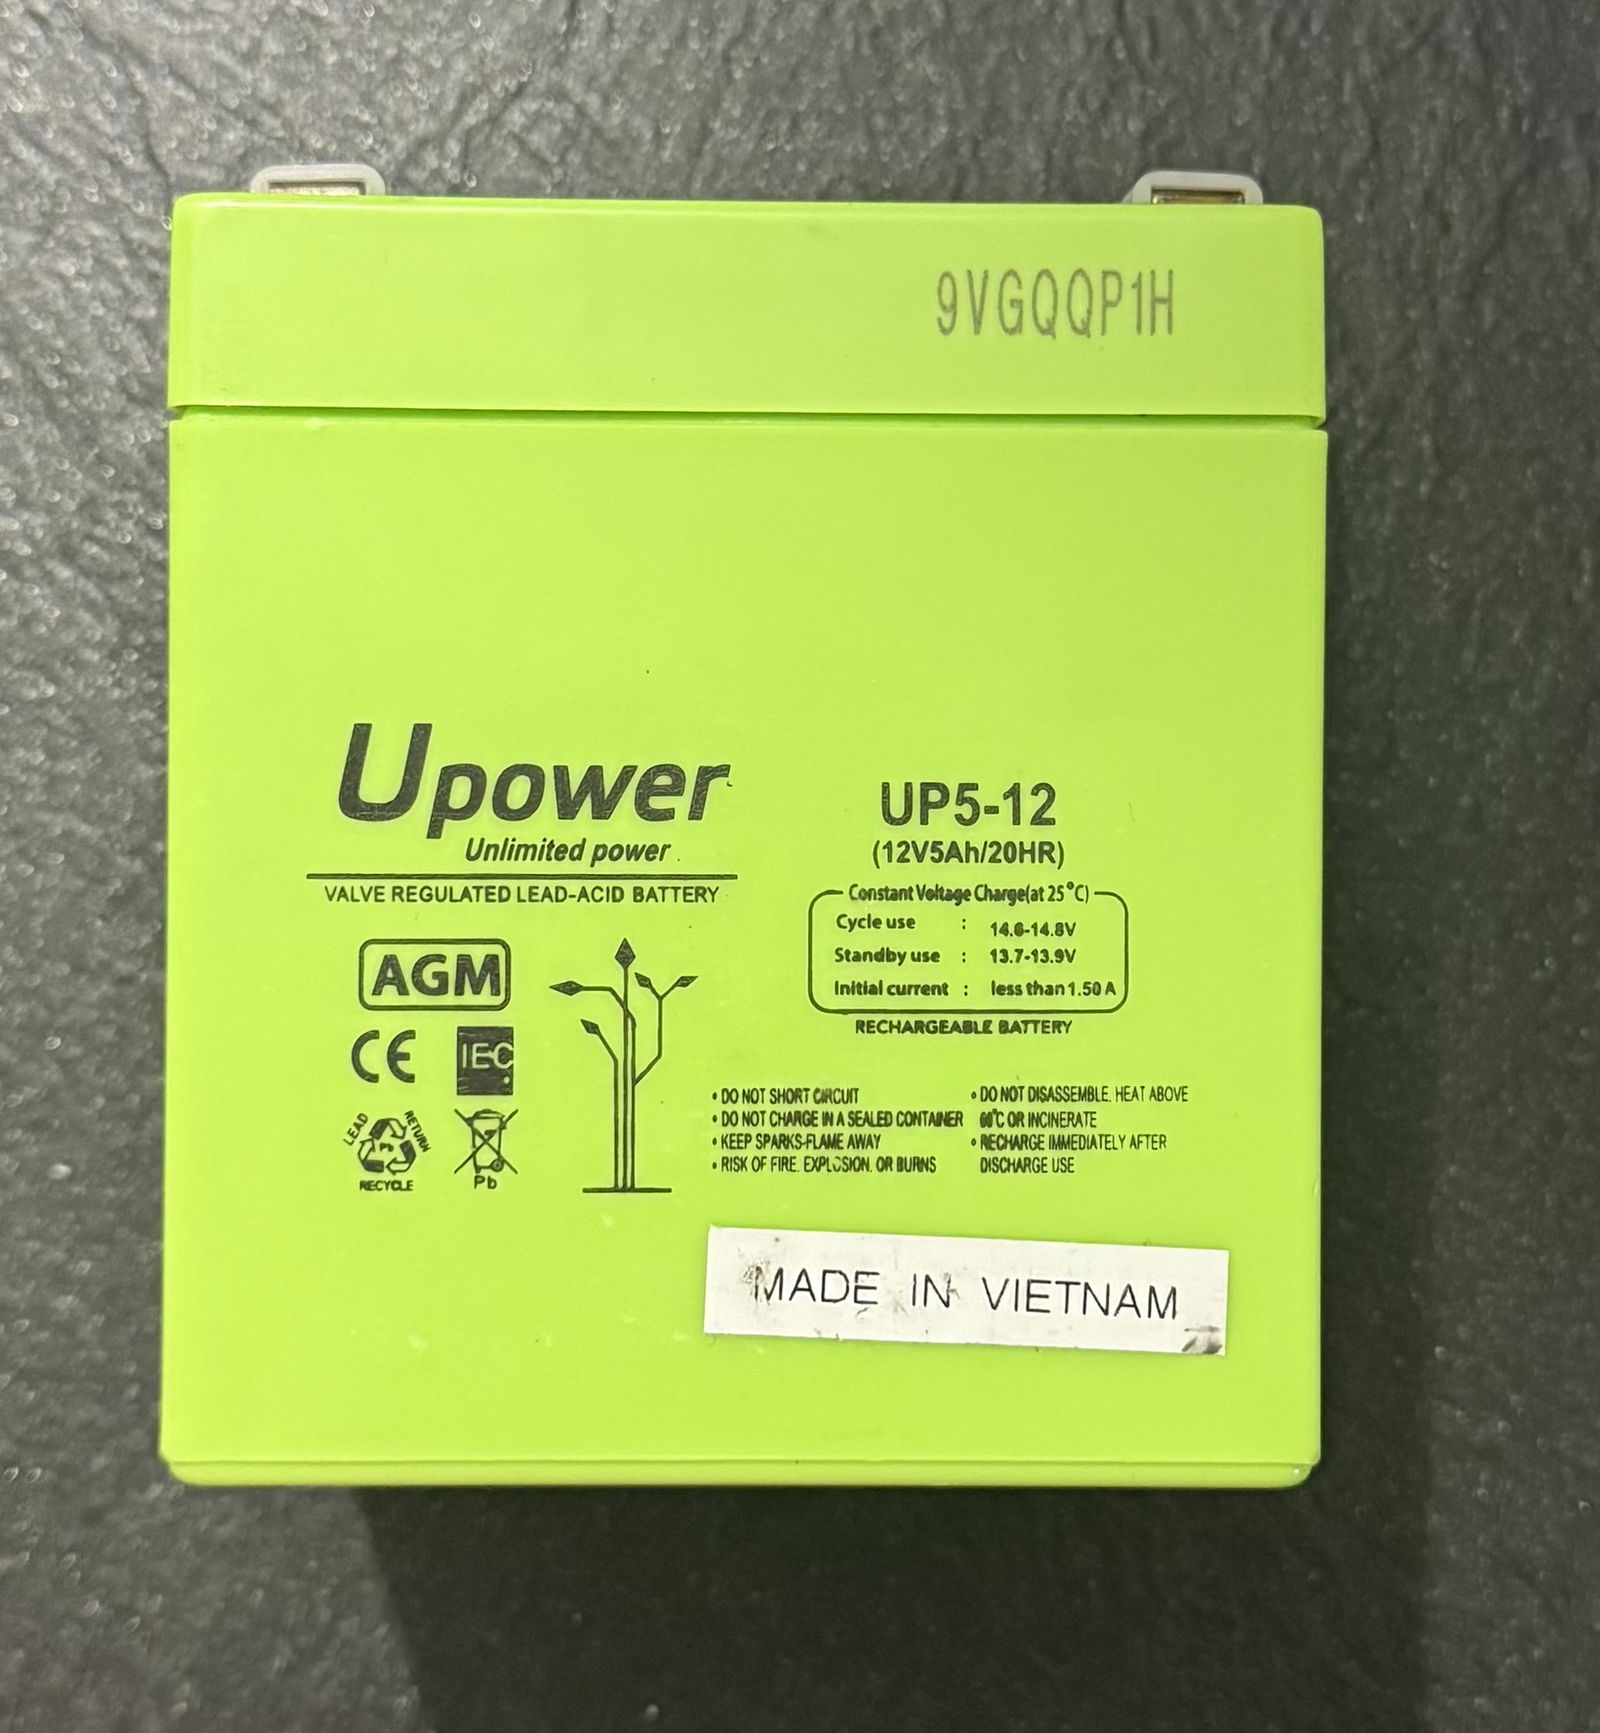 9VGQQP1H
Upower
Unlimited power
VALVE REGULATED LEAD-ACID BATTERY
AGM
CE
IEC
LEAD
RETURN
Pb
RECYCLE
Pb
UP5-12
(12V5Ah/20HR)
Constant Voltage Charge(at 25°C)
Cycle use : 14.6-14.8V
Standby use : 13.7-13.9V
Initial current : less than 1.50 A
RECHARGEABLE BATTERY
• DO NOT SHORT CIRCUIT
• DO NOT CHARGE IN A SEALED CONTAINER
• KEEP SPARKS-FLAME AWAY
• RISK OF FIRE, EXPLOSION, OR BURNS
• DO NOT DISASSEMBLE, HEAT ABOVE
60°C OR INCINERATE
• RECHARGE IMMEDIATELY AFTER
DISCHARGE USE
MADE IN VIETNAM